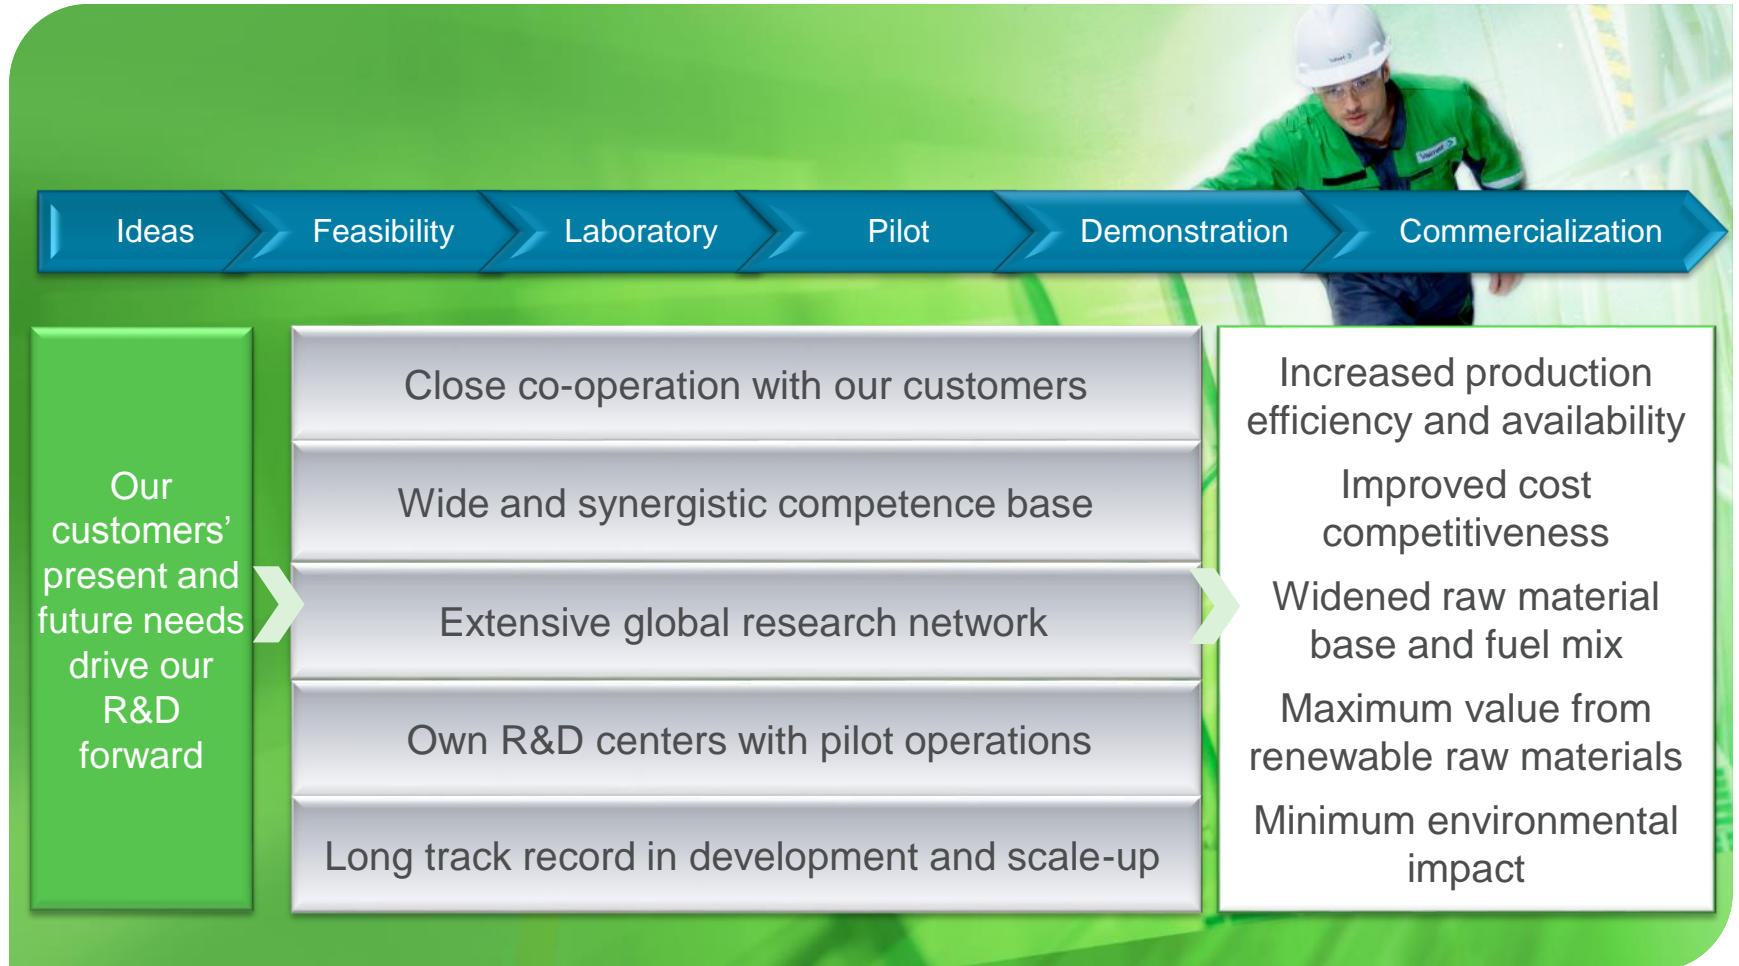 Valmet
Valmet
Ideas
Feasibility
Laboratory
Pilot
Demonstration
Commercialization
Our
customers’
present and
future needs
drive our
R&D
forward
Close co-operation with our customers
Wide and synergistic competence base
Extensive global research network
Own R&D centers with pilot operations
Long track record in development and scale-up
Increased production
efficiency and availability
Improved cost
competitiveness
Widened raw material
base and fuel mix
Maximum value from
renewable raw materials
Minimum environmental
impact